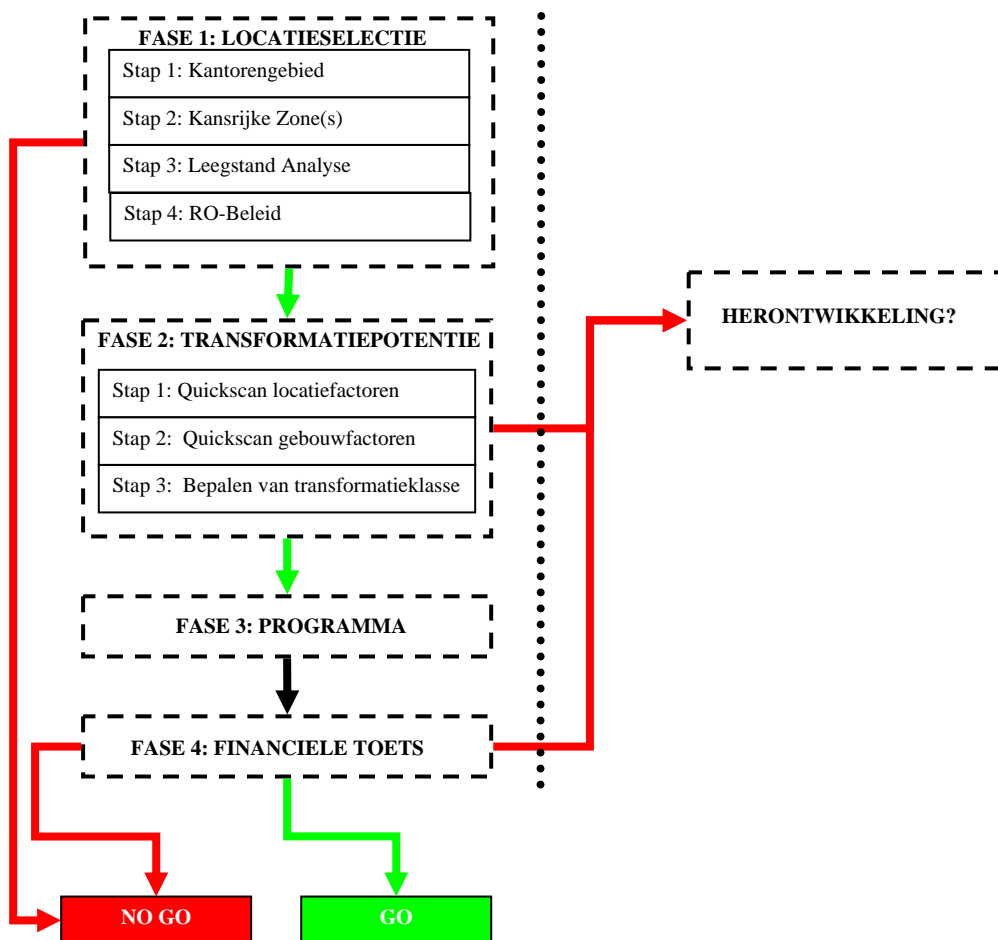 FASE 1: LOCATIESELECTIE
Stap 1: Kantorengebied
Stap 2: Kansrijke Zone(s)
Stap 3: Leegstand Analyse
Stap 4: RO-Beleid
HERONTWIKKELING?
FASE 2: TRANSFORMATIEPOTENTIE
Stap 1: Quickscan locatiefactoren
Stap 2: Quickscan gebouwfactoren
Stap 3: Bepalen van transformatieklasse
FASE 3: PROGRAMMA
FASE 4: FINANCIELE TOETS
NO GO
GO